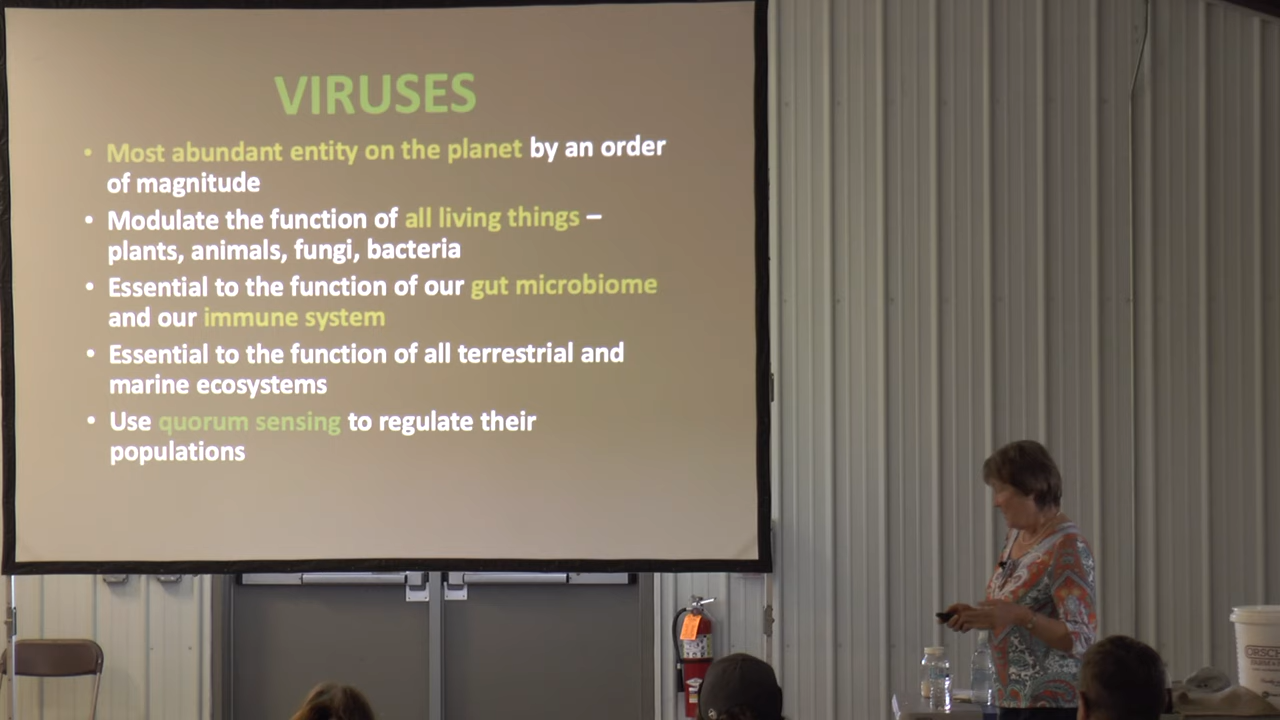 VIRUSES
• Most abundant entity on the planet by an order
of magnitude
• Modulate the function of all living things –
plants, animals, fungi, bacteria
• Essential to the function of our gut microbiome
and our immune system
• Essential to the function of all terrestrial and
marine ecosystems
• Use quorum sensing to regulate their
populations